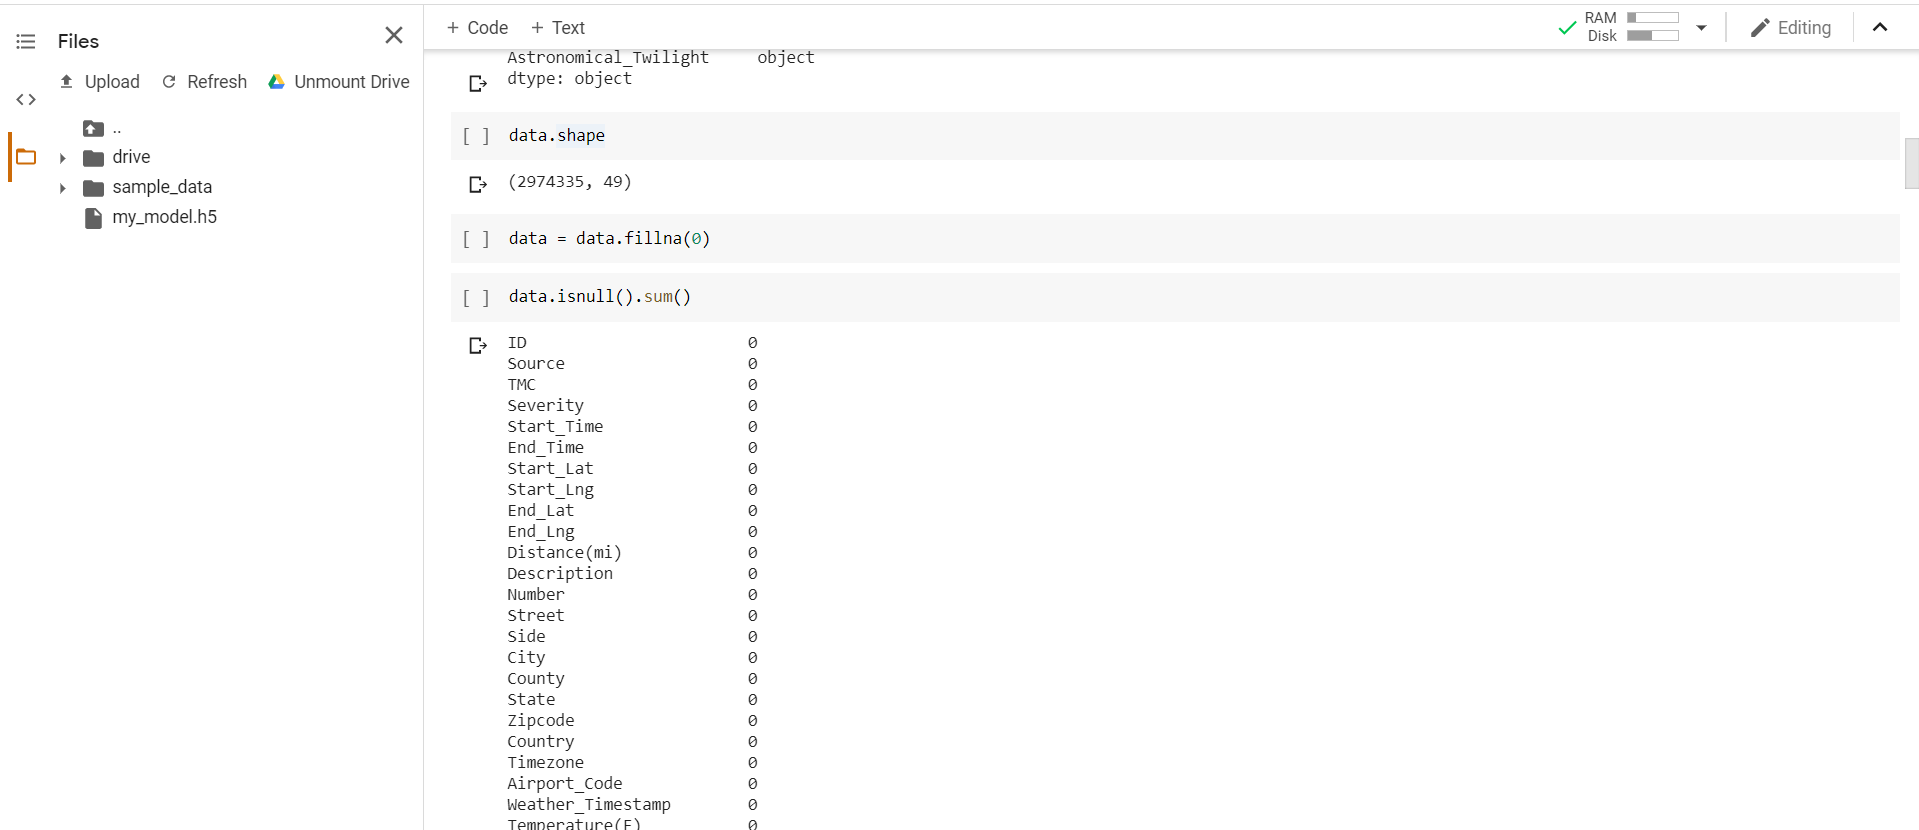 Files
Upload Refresh Unmount Drive
..
drive
sample_data
my_model.h5
+ Code + Text
RAM
Disk
Editing
Astronomical_Twilight object
dtype: object
[ ] data.shape
(2974335, 49)
[ ] data = data.fillna(0)
[ ] data.isnull().sum()
ID 0
Source 0
TMC 0
Severity 0
Start_Time 0
End_Time 0
Start_Lat 0
Start_Lng 0
End_Lat 0
End_Lng 0
Distance(mi) 0
Description 0
Number 0
Street 0
Side 0
City 0
County 0
State 0
Zipcode 0
Country 0
Timezone 0
Airport_Code 0
Weather_Timestamp 0
Temperature(F) 0